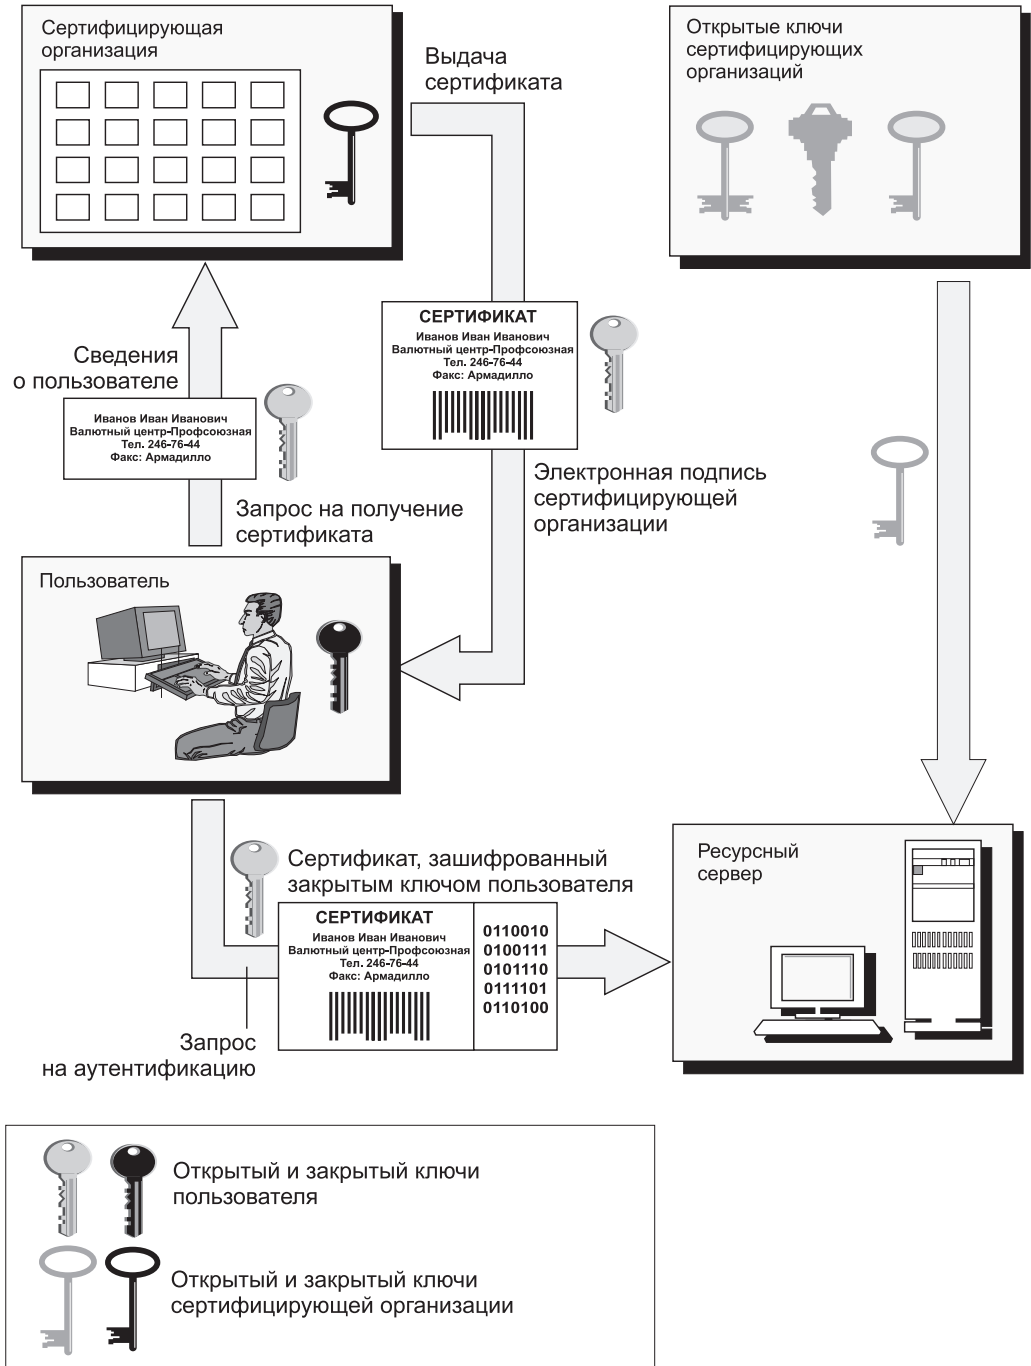 Сертифицирующая
организация
Выдача
сертификата
Открытые ключи
сертифицирующих
организаций
СЕРТИФИКАТ
Иванов Иван Иванович
Валютный центр-Профсоюзная
Тел. 246-76-44
Факс: Армадилло
Сведения
о пользователе
Иванов Иван Иванович
Валютный центр-Профсоюзная
Тел. 246-76-44
Факс: Армадилло
Электронная подпись
сертифицирующей
организации
Запрос на получение
сертификата
Пользователь
Сертификат, зашифрованный
закрытым ключом пользователя
СЕРТИФИКАТ
Иванов Иван Иванович
Валютный центр-Профсоюзная
Тел. 246-76-44
Факс: Армадилло
0110010
0100111
0101110
0111101
0110100
Ресурсный
сервер
Запрос
на аутентификацию
Открытый и закрытый ключи
пользователя
Открытый и закрытый ключи
сертифицирующей организации